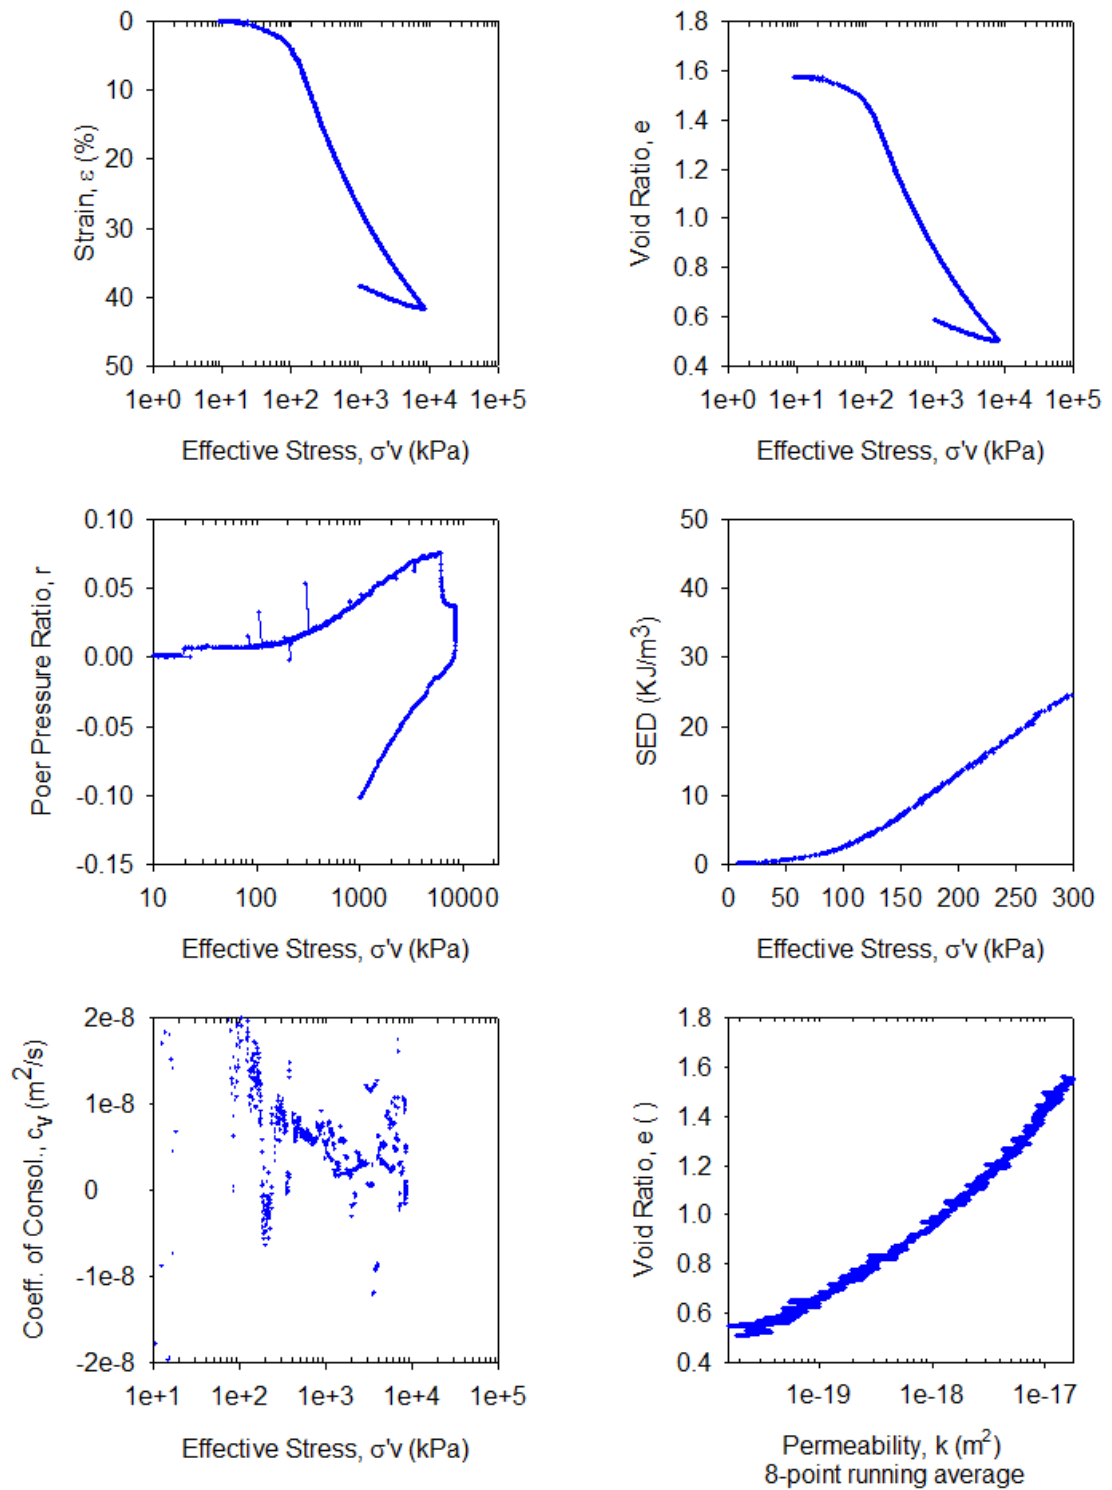 0
10
20
30
40
50
Strain, ε (%)
1e+0 1e+1 1e+2 1e+3 1e+4 1e+5
Effective Stress, σ'v (kPa)
1.8
1.6
1.4
1.2
1.0
0.8
0.6
0.4
Void Ratio, e
1e+0 1e+1 1e+2 1e+3 1e+4 1e+5
Effective Stress, σ'v (kPa)
0.10
0.05
0.00
-0.05
-0.10
-0.15
Poer Pressure Ratio, r
10 100 1000 10000
Effective Stress, σ'v (kPa)
50
40
30
20
10
0
SED (KJ/m³)
0 50 100 150 200 250 300
Effective Stress, σ'v (kPa)
2e-8
1e-8
0
-1e-8
-2e-8
Coeff. of Consol., cᵥ (m²/s)
1e+1 1e+2 1e+3 1e+4 1e+5
Effective Stress, σ'v (kPa)
1.8
1.6
1.4
1.2
1.0
0.8
0.6
0.4
Void Ratio, e ( )
1e-19 1e-18 1e-17
Permeability, k (m²)
8-point running average